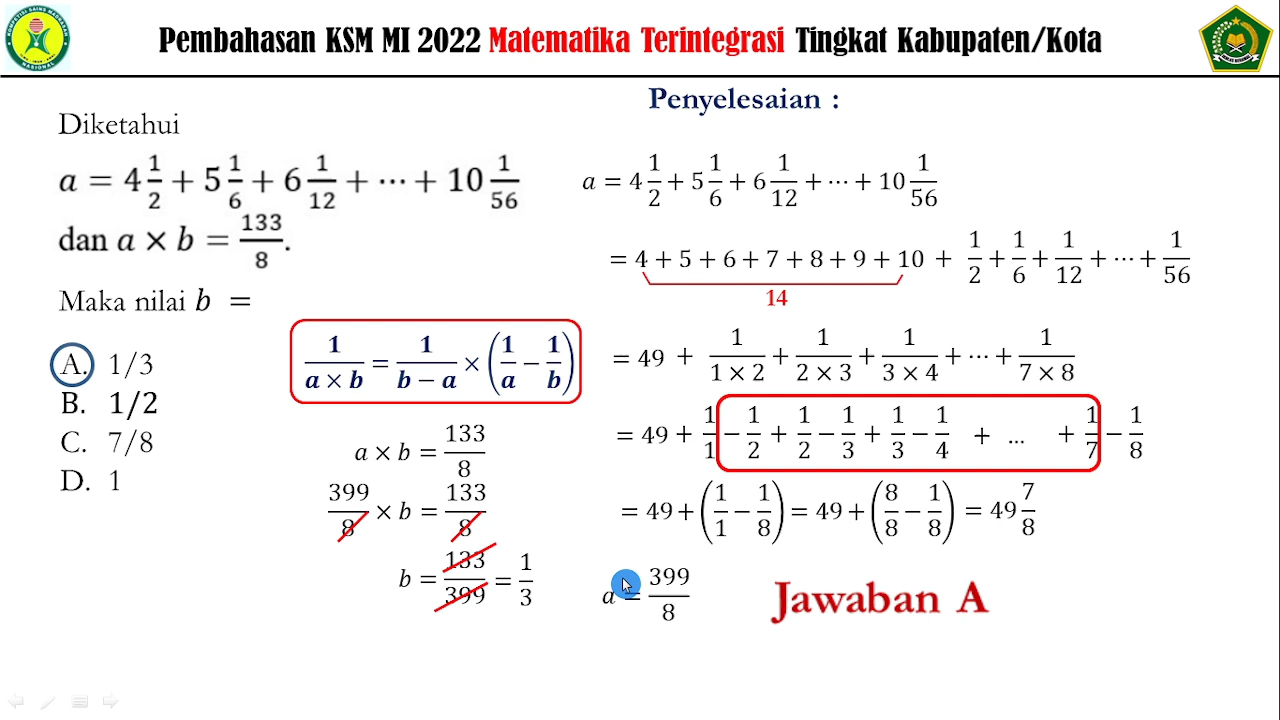 Pembahasan KSM MI 2022 Matematika Terintegrasi Tingkat Kabupaten/Kota
Diketahui
a = 4 1/2 + 5 1/6 + 6 1/12 + ⋯ + 10 1/56
dan a × b = 133/8.
Maka nilai b =
A. 1/3
B. 1/2
C. 7/8
D. 1
1/(a × b) = 1/(b − a) × (1/a − 1/b)
a × b = 133/8
399/8 × b = 133/8
b = 133/399 = 1/3
Penyelesaian :
a = 4 1/2 + 5 1/6 + 6 1/12 + ⋯ + 10 1/56
= 4 + 5 + 6 + 7 + 8 + 9 + 10 + 1/2 + 1/6 + 1/12 + ⋯ + 1/56
14
= 49 + 1/(1 × 2) + 1/(2 × 3) + 1/(3 × 4) + ⋯ + 1/(7 × 8)
= 49 + 1/1 − 1/2 + 1/2 − 1/3 + 1/3 − 1/4 + … + 1/7 − 1/8
= 49 + (1/1 − 1/8) = 49 + (8/8 − 1/8) = 49 7/8
a = 399/8
Jawaban A